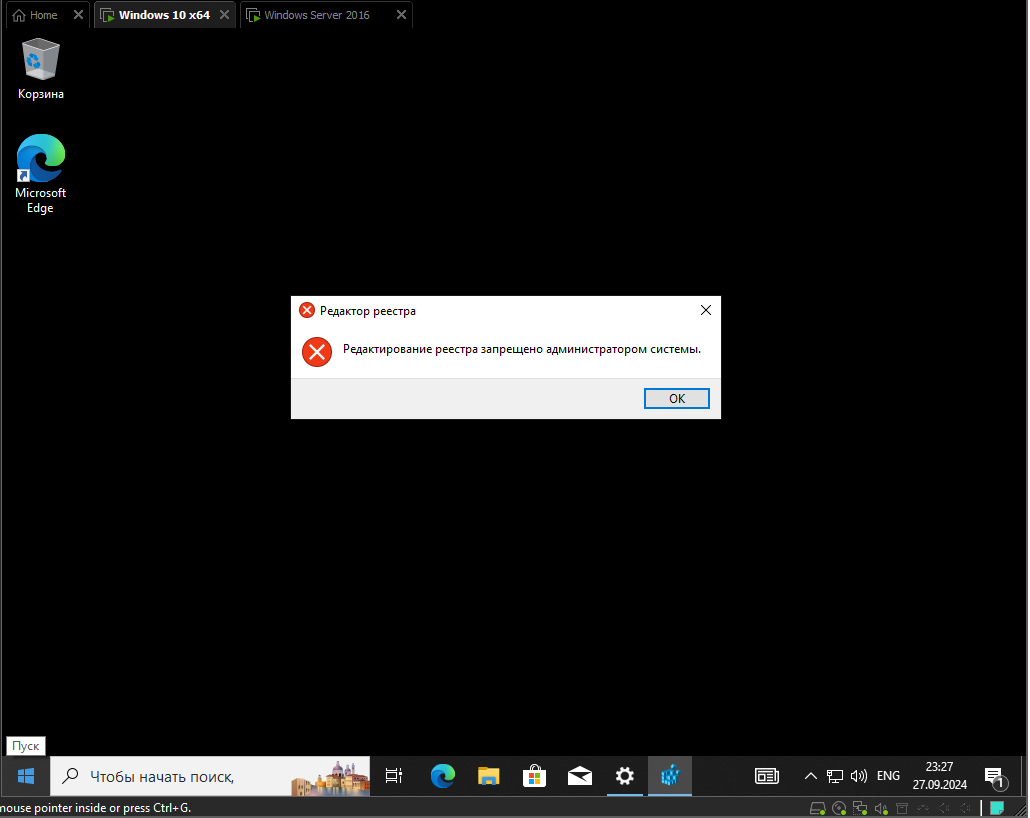 Home
Windows 10 x64
Windows Server 2016
Корзина
Microsoft
Edge
Редактор реестра
Редактирование реестра запрещено администратором системы.
OK
Пуск
Чтобы начать поиск,
ENG
23:27
27.09.2024
1
mouse pointer inside or press Ctrl+G.